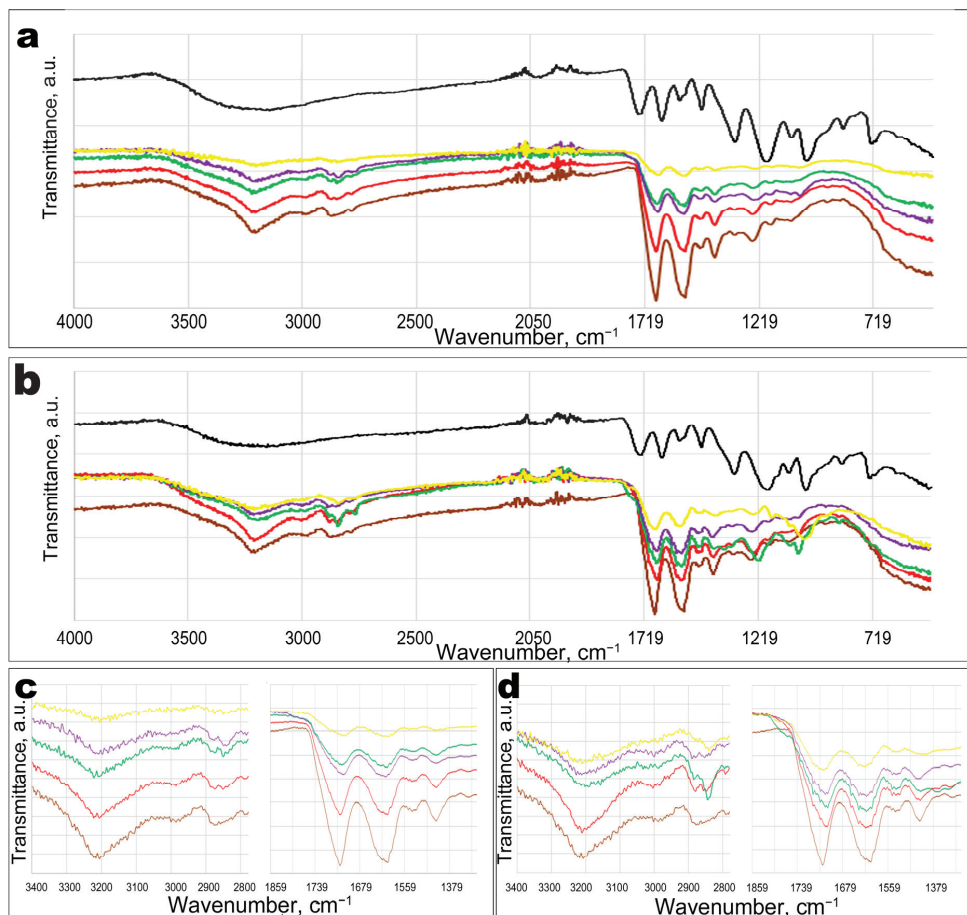 a
Transmittance, a.u.
4000 3500 3000 2500 2050 1719 1219 719
Wavenumber, cm⁻¹
b
Transmittance, a.u.
4000 3500 3000 2500 2050 1719 1219 719
Wavenumber, cm⁻¹
c
Transmittance, a.u.
3400 3300 3200 3100 3000 2900 2800 1859 1739 1679 1559 1379
Wavenumber, cm⁻¹
d
Transmittance, a.u.
3400 3300 3200 3100 3000 2900 2800 1859 1739 1679 1559 1379
Wavenumber, cm⁻¹